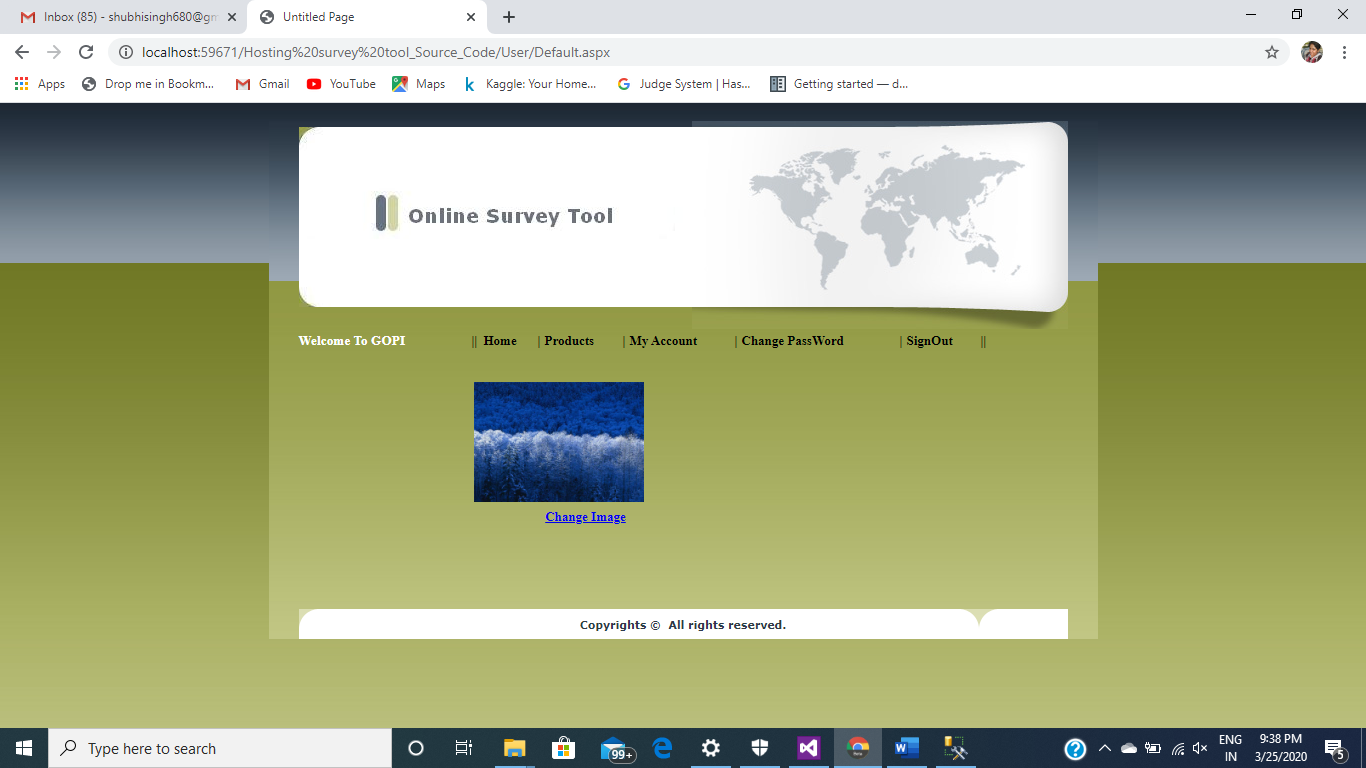 Inbox (85) - shubhisingh680@gm
Untitled Page
localhost:59671/Hosting%20survey%20tool_Source_Code/User/Default.aspx
Apps Drop me in Bookm... Gmail YouTube Maps Kaggle: Your Home... Judge System | Has... Getting started — d...
Online Survey Tool
Welcome To GOPI || Home | Products | My Account | Change PassWord | SignOut ||
Change Image
Copyrights © All rights reserved.
Type here to search
99+
ENG
IN
9:38 PM
3/25/2020
5